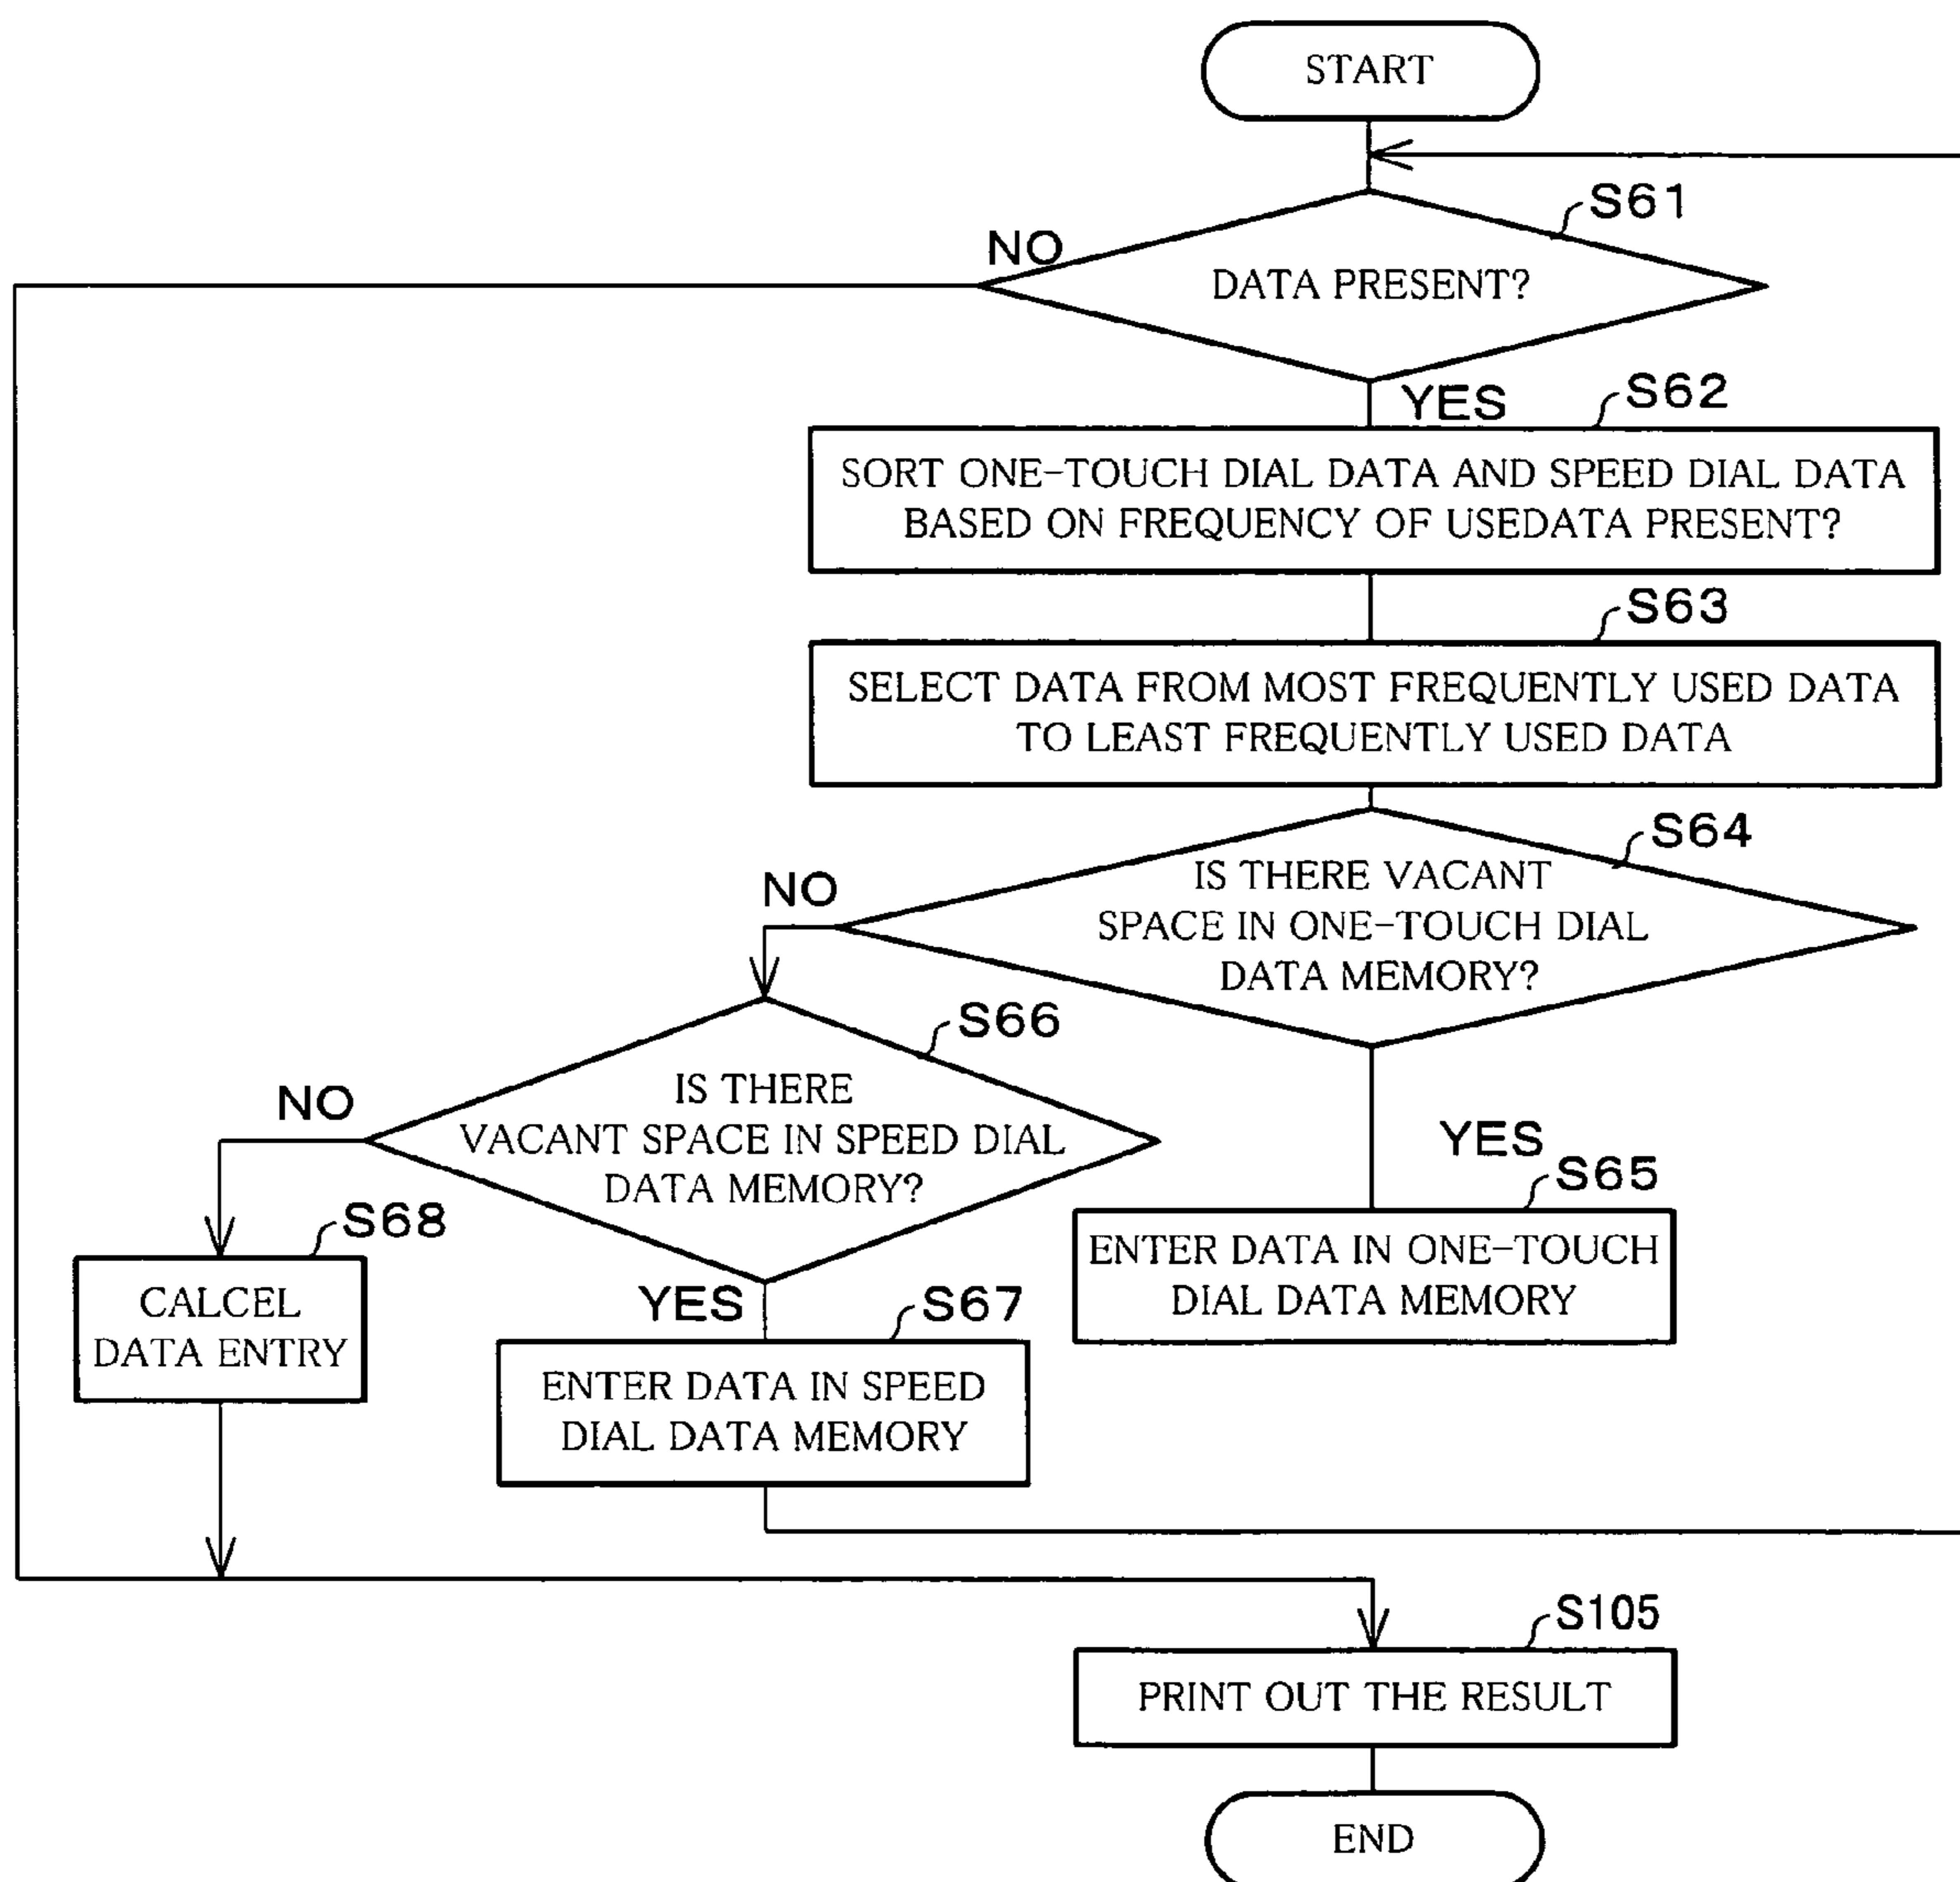 START
S61
NO
DATA PRESENT?
YES
S62
SORT ONE-TOUCH DIAL DATA AND SPEED DIAL DATA
BASED ON FREQUENCY OF USEDATA PRESENT?
S63
SELECT DATA FROM MOST FREQUENTLY USED DATA
TO LEAST FREQUENTLY USED DATA
S64
NO
IS THERE VACANT
SPACE IN ONE-TOUCH DIAL
DATA MEMORY?
S66
NO
IS THERE
VACANT SPACE IN SPEED DIAL
DATA MEMORY?
YES
S65
ENTER DATA IN ONE-TOUCH
DIAL DATA MEMORY
S68
CALCEL
DATA ENTRY
YES
S67
ENTER DATA IN SPEED
DIAL DATA MEMORY
S105
PRINT OUT THE RESULT
END